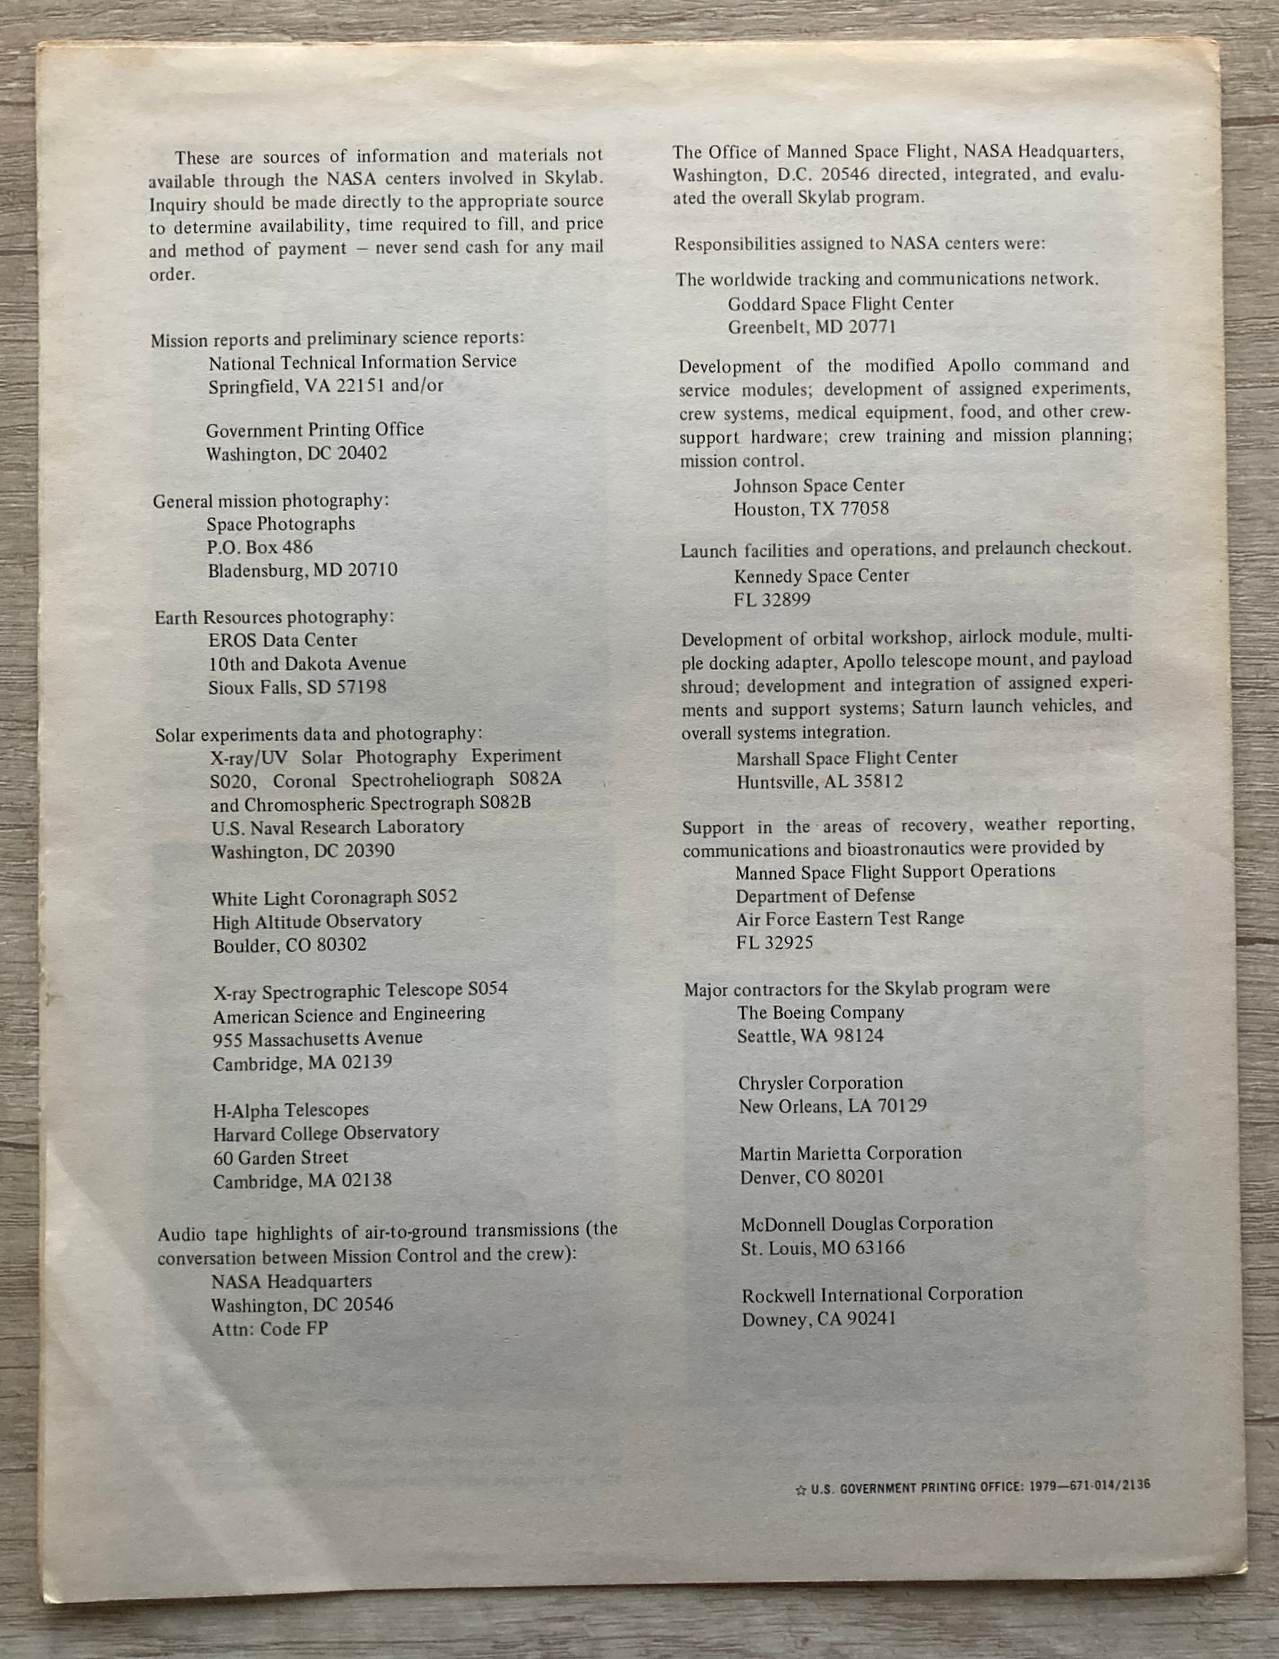 These are sources of information and materials not
available through the NASA centers involved in Skylab.
Inquiry should be made directly to the appropriate source
to determine availability, time required to fill, and price
and method of payment — never send cash for any mail
order.
Mission reports and preliminary science reports:
National Technical Information Service
Springfield, VA 22151 and/or
Government Printing Office
Washington, DC 20402
General mission photography:
Space Photographs
P.O. Box 486
Bladensburg, MD 20710
Earth Resources photography:
EROS Data Center
10th and Dakota Avenue
Sioux Falls, SD 57198
Solar experiments data and photography:
X-ray/UV Solar Photography Experiment
S020, Coronal Spectroheliograph S082A
and Chromospheric Spectrograph S082B
U.S. Naval Research Laboratory
Washington, DC 20390
White Light Coronagraph S052
High Altitude Observatory
Boulder, CO 80302
X-ray Spectrographic Telescope S054
American Science and Engineering
955 Massachusetts Avenue
Cambridge, MA 02139
H-Alpha Telescopes
Harvard College Observatory
60 Garden Street
Cambridge, MA 02138
Audio tape highlights of air-to-ground transmissions (the
conversation between Mission Control and the crew):
NASA Headquarters
Washington, DC 20546
Attn: Code FP
The Office of Manned Space Flight, NASA Headquarters,
Washington, D.C. 20546 directed, integrated, and evalu-
ated the overall Skylab program.
Responsibilities assigned to NASA centers were:
The worldwide tracking and communications network.
Goddard Space Flight Center
Greenbelt, MD 20771
Development of the modified Apollo command and
service modules; development of assigned experiments,
crew systems, medical equipment, food, and other crew-
support hardware; crew training and mission planning;
mission control.
Johnson Space Center
Houston, TX 77058
Launch facilities and operations, and prelaunch checkout.
Kennedy Space Center
FL 32899
Development of orbital workshop, airlock module, multi-
ple docking adapter, Apollo telescope mount, and payload
shroud; development and integration of assigned experi-
ments and support systems; Saturn launch vehicles, and
overall systems integration.
Marshall Space Flight Center
Huntsville, AL 35812
Support in the areas of recovery, weather reporting,
communications and bioastronautics were provided by
Manned Space Flight Support Operations
Department of Defense
Air Force Eastern Test Range
FL 32925
Major contractors for the Skylab program were
The Boeing Company
Seattle, WA 98124
Chrysler Corporation
New Orleans, LA 70129
Martin Marietta Corporation
Denver, CO 80201
McDonnell Douglas Corporation
St. Louis, MO 63166
Rockwell International Corporation
Downey, CA 90241
☆ U.S. GOVERNMENT PRINTING OFFICE: 1979—671-014/2136